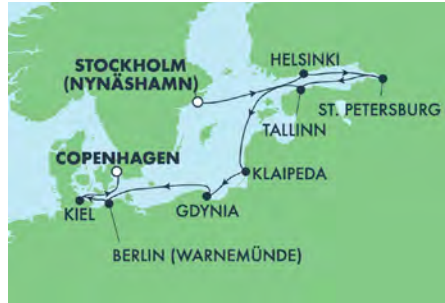 HELSINKI
STOCKHOLM
(NYNÄSHAMN)
ST. PETERSBURG
TALLINN
COPENHAGEN
KLAIPEDA
GDYNIA
KIEL
BERLIN (WARNEMÜNDE)